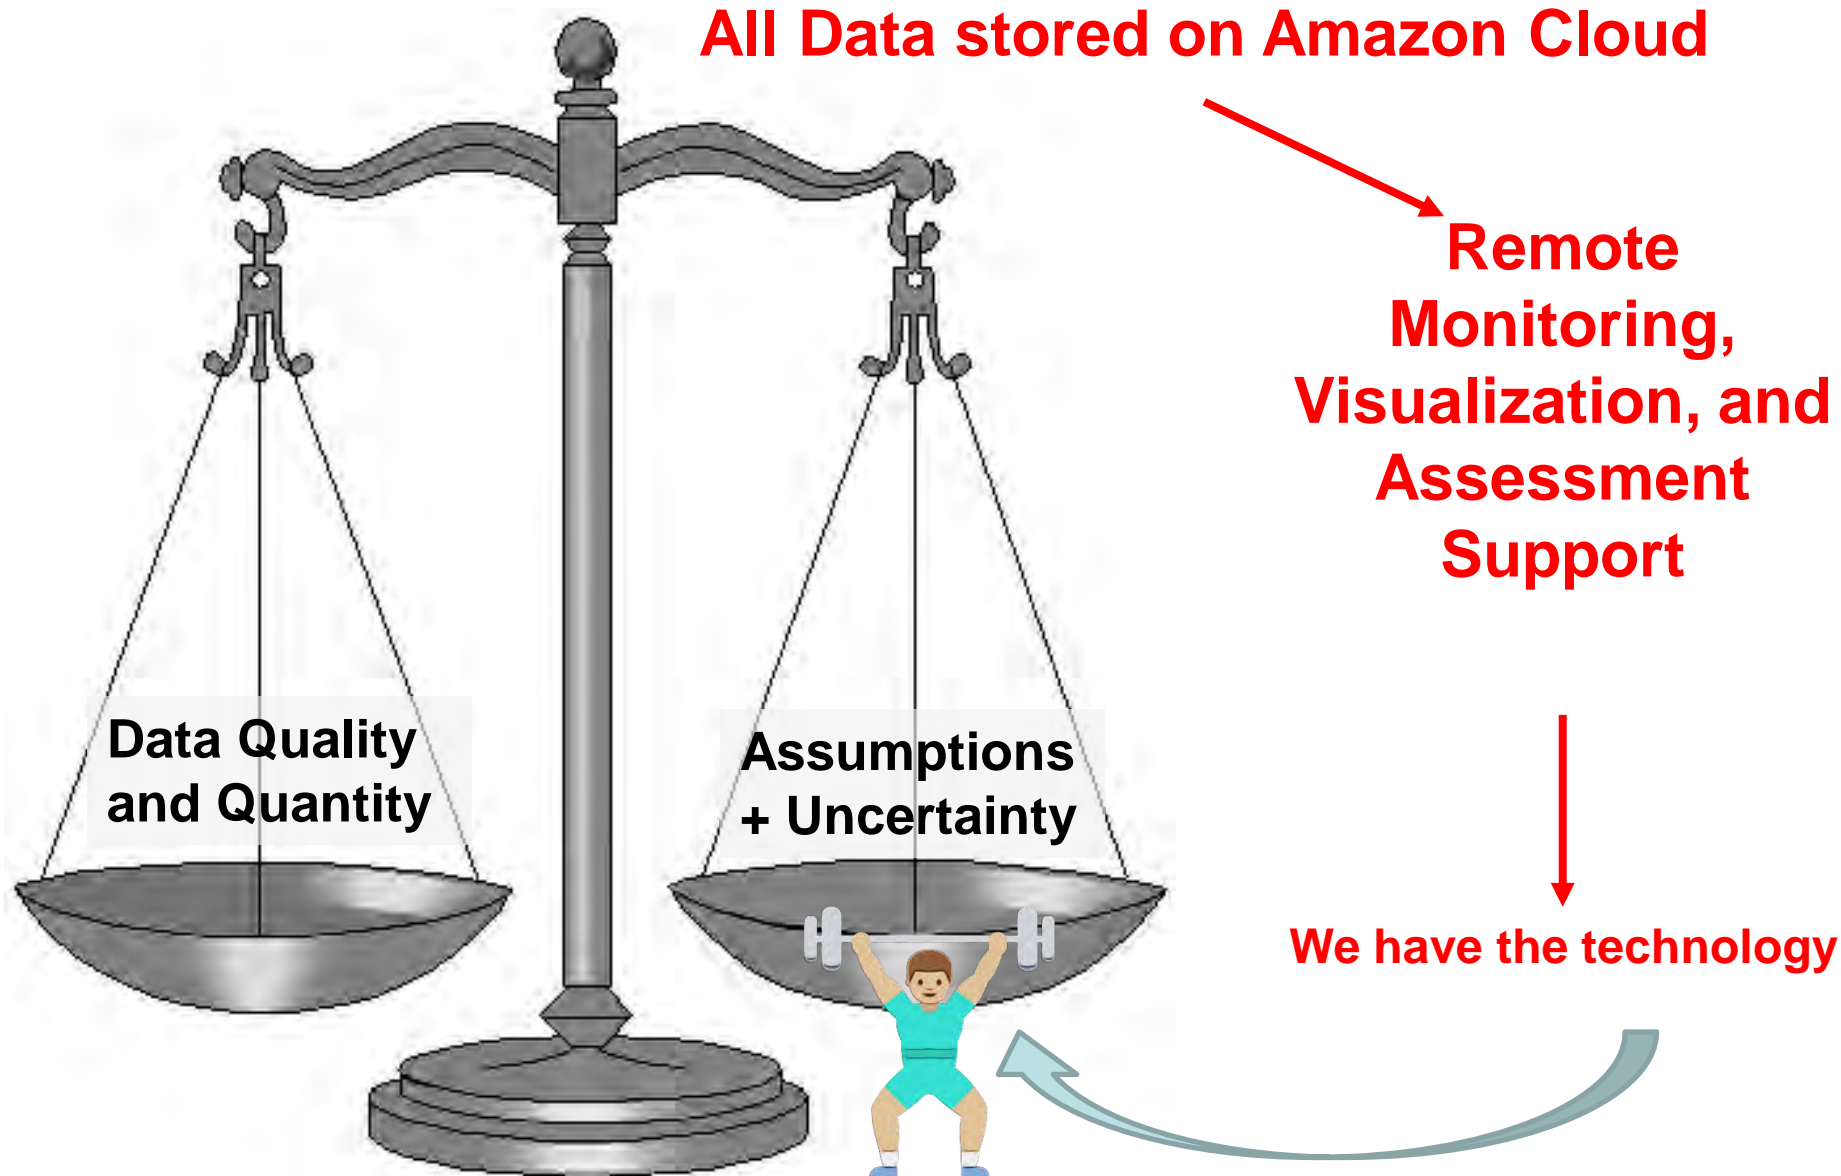 All Data stored on Amazon Cloud
Remote
Monitoring,
Visualization, and
Assessment
Support
Data Quality
and Quantity
Assumptions
+ Uncertainty
We have the technology